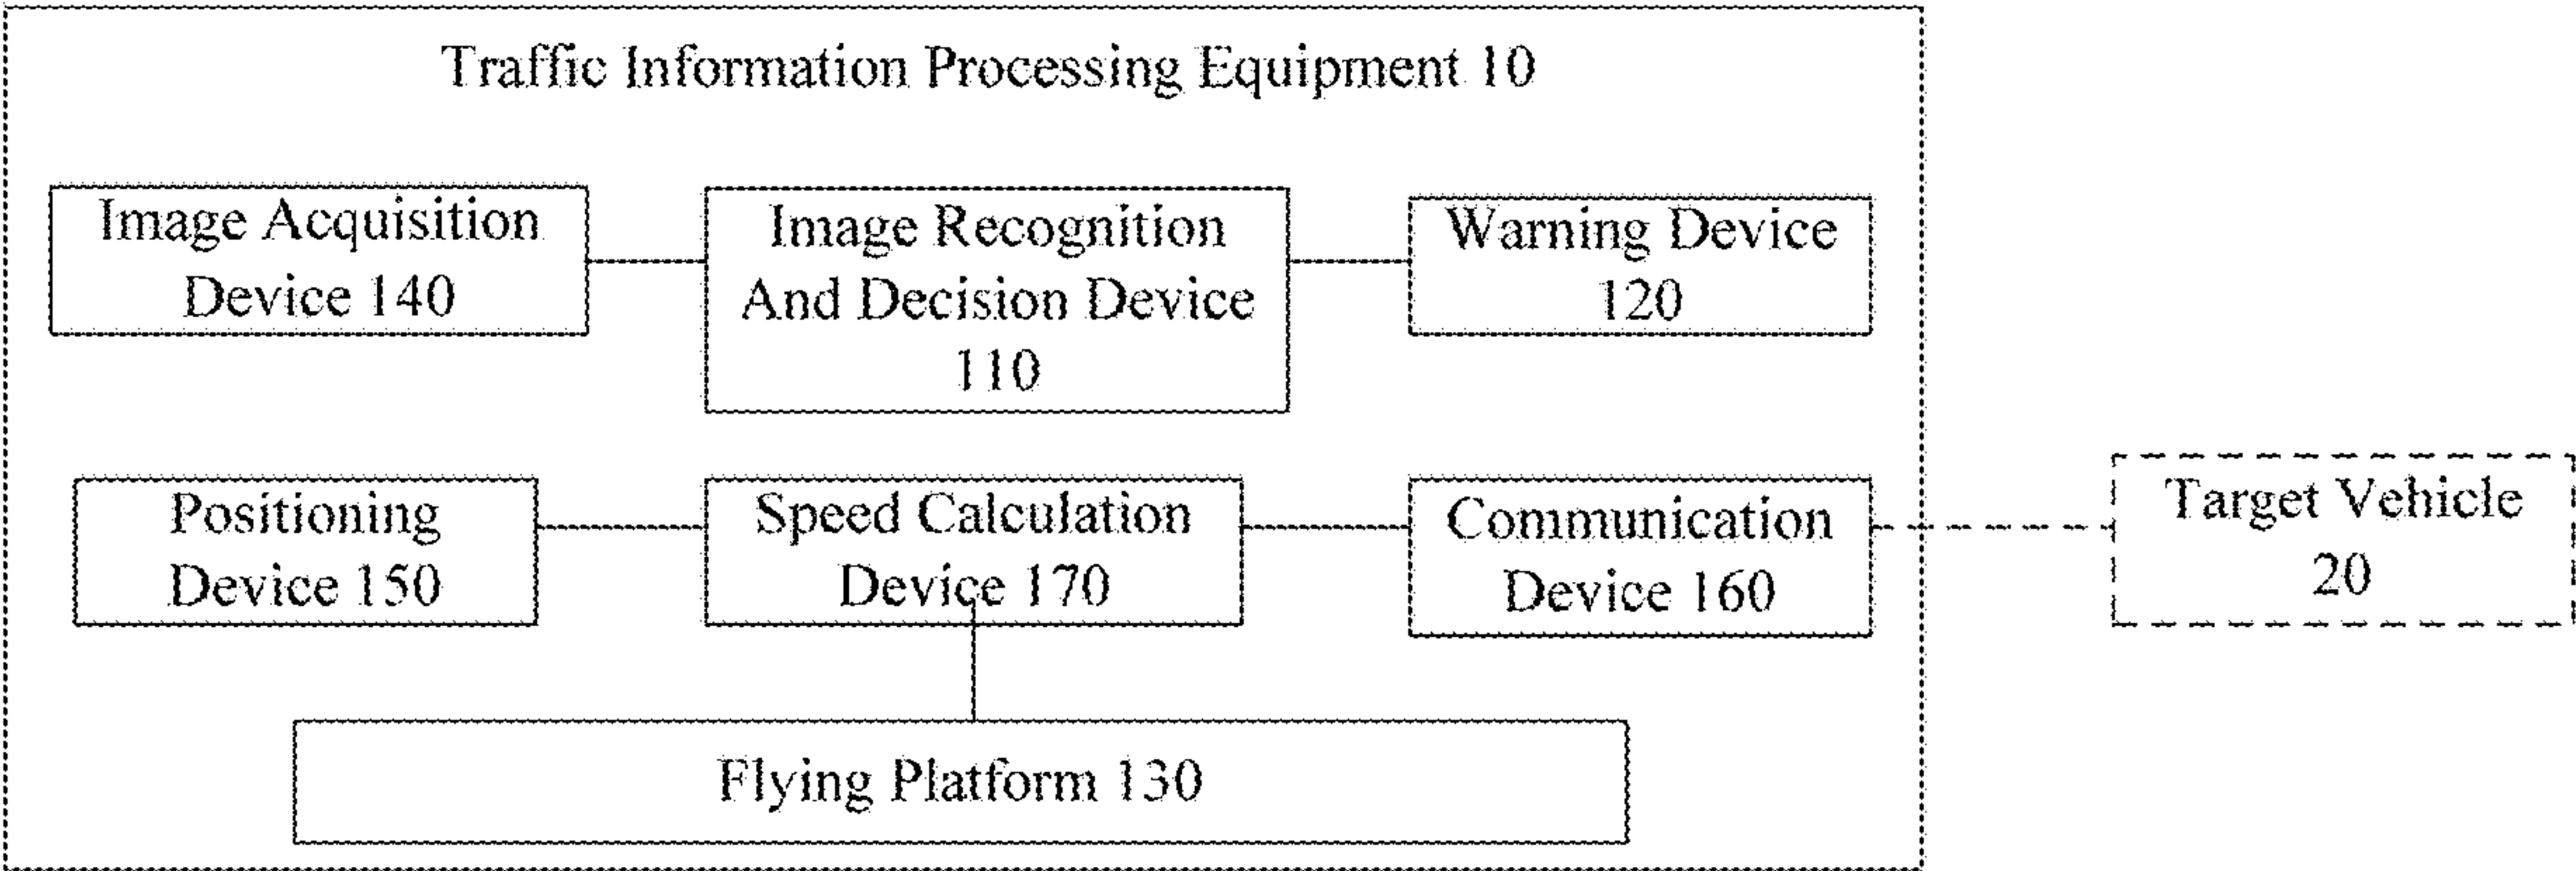 Traffic Information Processing Equipment 10
Image Acquisition
Device 140
Image Recognition
And Decision Device
110
Warning Device
120
Positioning
Device 150
Speed Calculation
Device 170
Communication
Device 160
Target Vehicle
20
Flying Platform 130